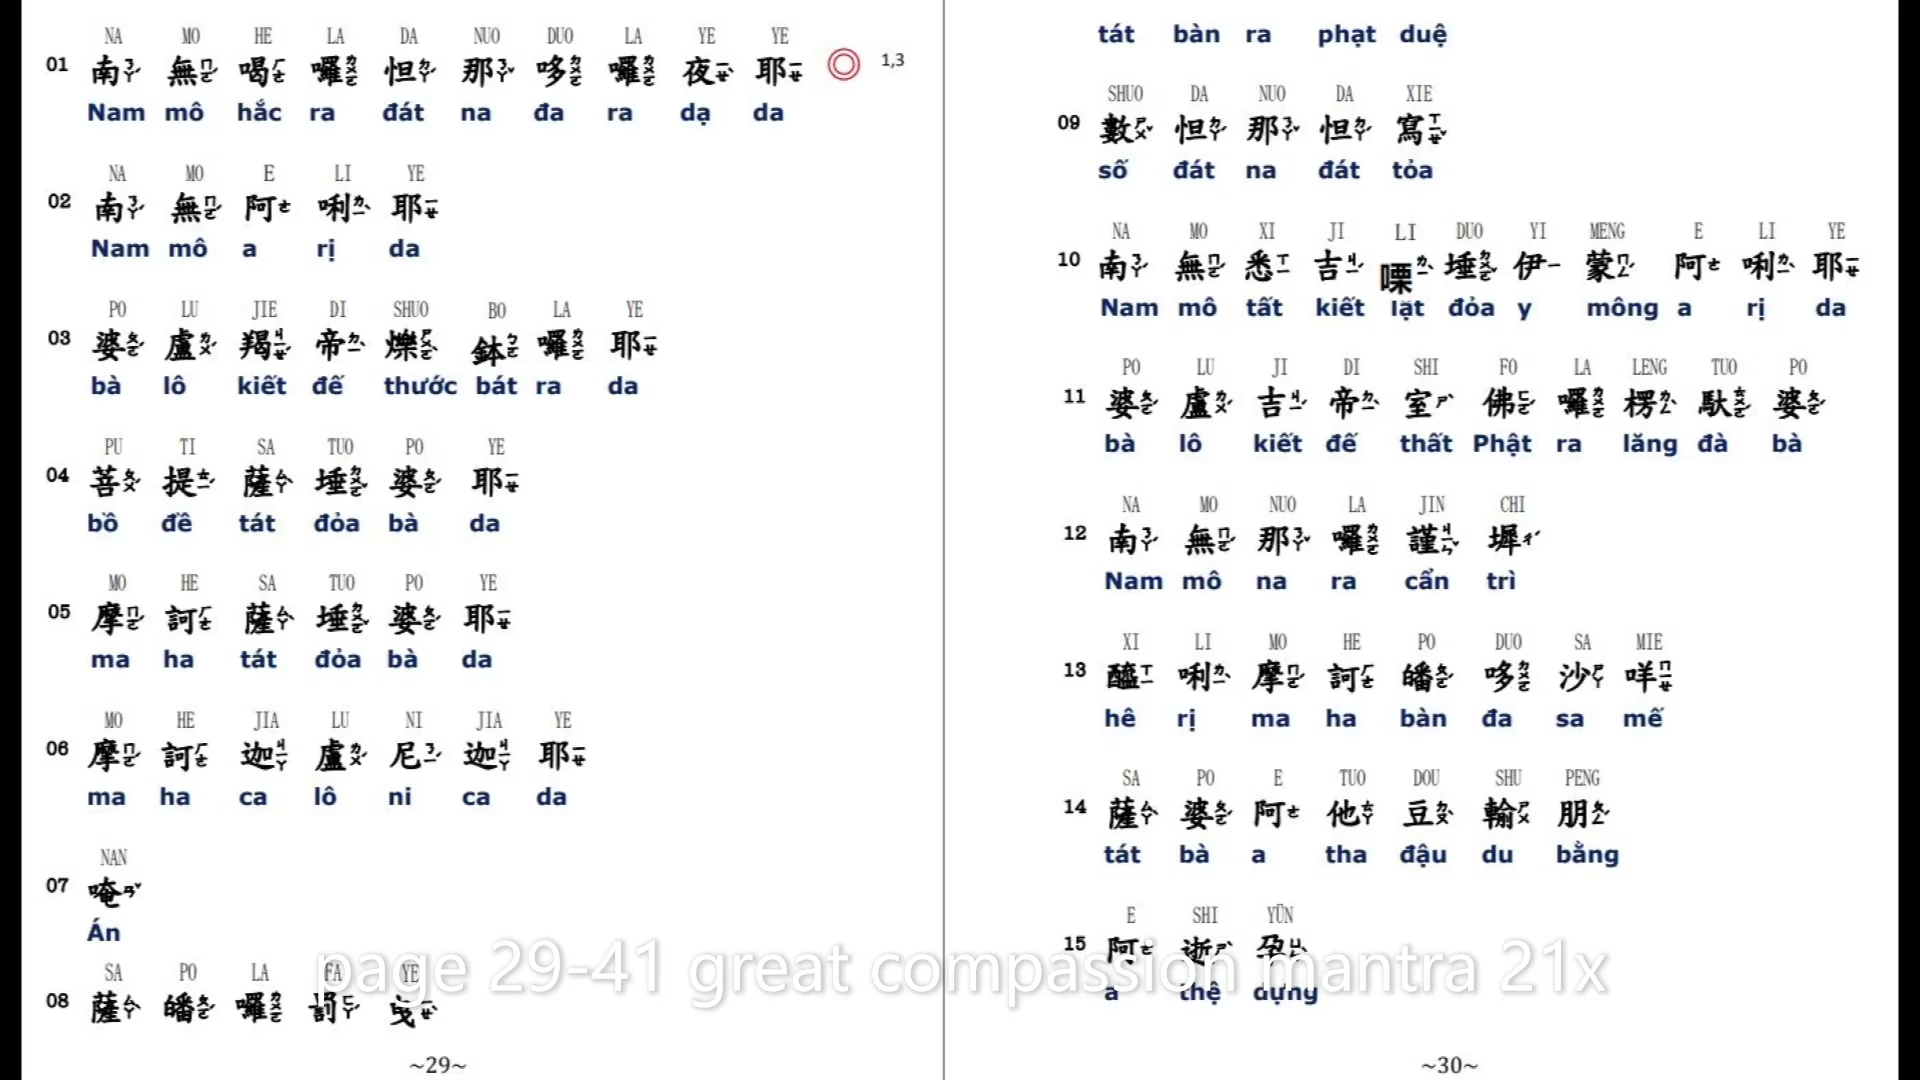 NA MO HE LA DA NUO DUO LA YE YE
01 南 無 喝 囉 怛 那 哆 囉 夜 耶 1,3
Nam mô hắc ra đát na đa ra dạ da
NA MO E LI YE
02 南 無 阿 唎 耶
Nam mô a rị da
PO LU JIE DI SHUO BO LA YE
03 婆 盧 羯 帝 爍 鉢 囉 耶
bà lô kiết đế thước bát ra da
PU TI SA TUO PO YE
04 菩 提 薩 埵 婆 耶
bồ đề tát đỏa bà da
MO HE SA TUO PO YE
05 摩 訶 薩 埵 婆 耶
ma ha tát đỏa bà da
MO HE JIA LU NI JIA YE
06 摩 訶 迦 盧 尼 迦 耶
ma ha ca lô ni ca da
NAN
07 唵
Án
SA PO LA FA YE
08 薩 皤 囉 罰 曳
~29~
tát bàn ra phạt duệ
SHUO DA NUO DA XIE
09 數 怛 那 怛 寫
số đát na đát tỏa
NA MO XI JI LI DUO YI MENG E LI YE
10 南 無 悉 吉 嘌 埵 伊 蒙 阿 唎 耶
Nam mô tất kiết lặt đỏa y mông a rị da
PO LU JI DI SHI FO LA LENG TUO PO
11 婆 盧 吉 帝 室 佛 囉 楞 馱 婆
bà lô kiết đế thất Phật ra lăng đà bà
NA MO NUO LA JIN CHI
12 南 無 那 囉 謹 墀
Nam mô na ra cẩn trì
XI LI MO HE PO DUO SA MIE
13 醯 唎 摩 訶 皤 哆 沙 咩
hê rị ma ha bàn đa sa mế
SA PO E TUO DOU SHU PENG
14 薩 婆 阿 他 豆 輸 朋
tát bà a tha đậu du bằng
E SHI YÜN
15 阿 逝 孕
a thệ dựng
~30~
page 29-41 great compassion mantra 21x